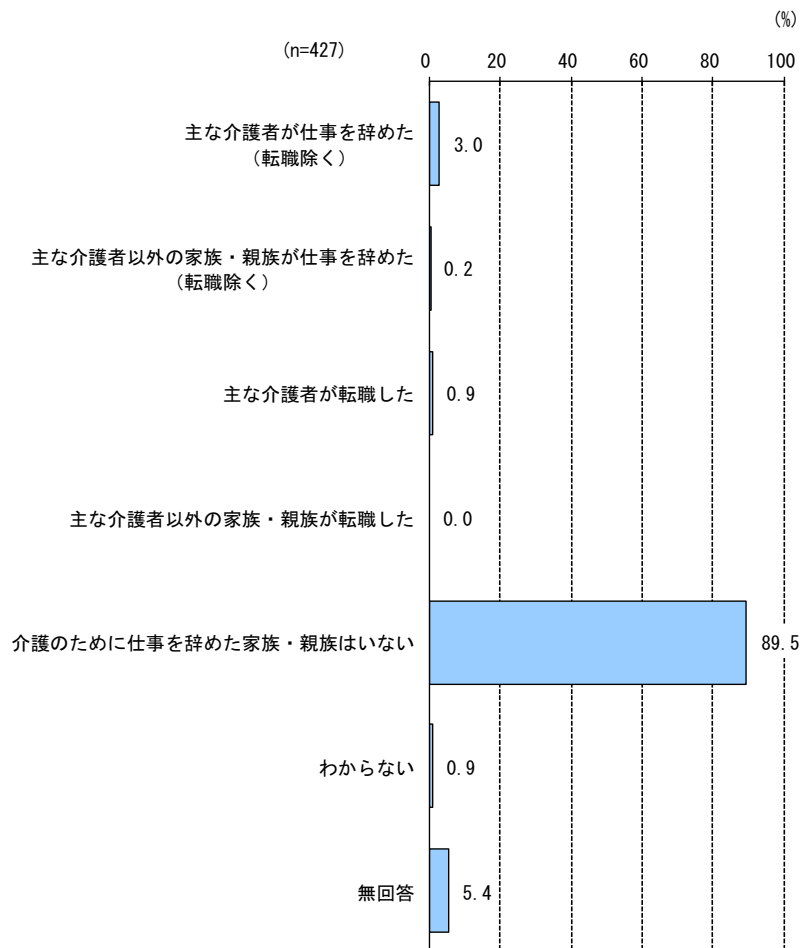 (%)
(n=427)
0 20 40 60 80 100
主な介護者が仕事を辞めた
(転職除く)
3.0
主な介護者以外の家族・親族が仕事を辞めた
(転職除く)
0.2
主な介護者が転職した
0.9
主な介護者以外の家族・親族が転職した
0.0
介護のために仕事を辞めた家族・親族はいない
89.5
わからない
0.9
無回答
5.4